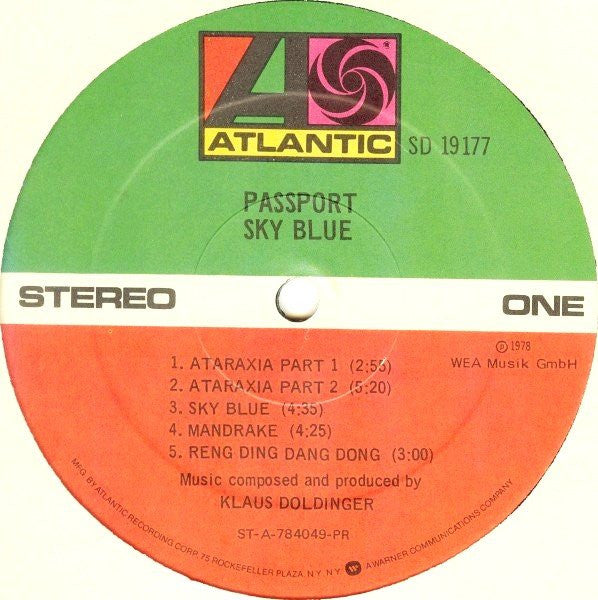 ATLANTIC
SD 19177
PASSPORT
SKY BLUE
STEREO
ONE
℗ 1978
WEA Musik GmbH
1. ATARAXIA PART 1 (2:55)
2. ATARAXIA PART 2 (5:20)
3. SKY BLUE (4:35)
4. MANDRAKE (4:25)
5. RENG DING DANG DONG (3:00)
Music composed and produced by
KLAUS DOLDINGER
ST-A-784049-PR
MFG. BY ATLANTIC RECORDING CORP., 75 ROCKEFELLER PLAZA, N.Y., N.Y. W A WARNER COMMUNICATIONS COMPANY